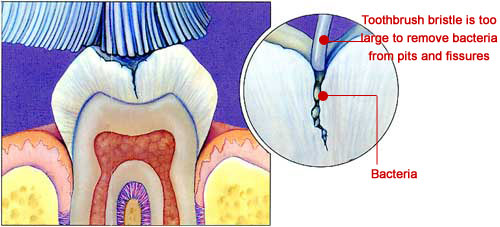 Toothbrush bristle is too
large to remove bacteria
from pits and fissures
Bacteria